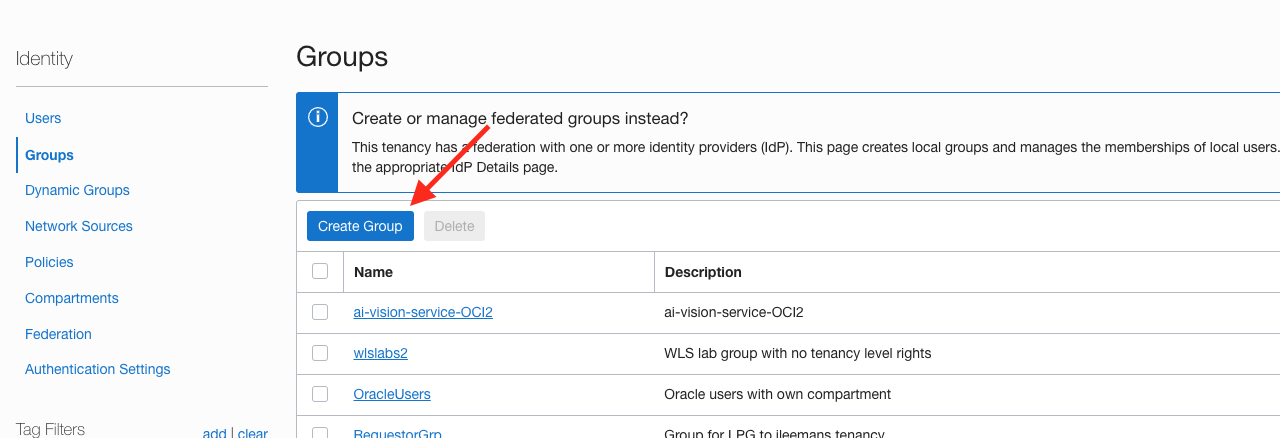 Identity
Users
Groups
Dynamic Groups
Network Sources
Policies
Compartments
Federation
Authentication Settings
Tag Filters
add | clear
Groups
Create or manage federated groups instead?
This tenancy has a federation with one or more identity providers (IdP). This page creates local groups and manages the memberships of local users.
the appropriate IdP Details page.
Create Group
Delete
Name
Description
ai-vision-service-OCI2
ai-vision-service-OCI2
wlslabs2
WLS lab group with no tenancy level rights
OracleUsers
Oracle users with own compartment
RequestorGrp
Group for LPG to jleemans tenancy